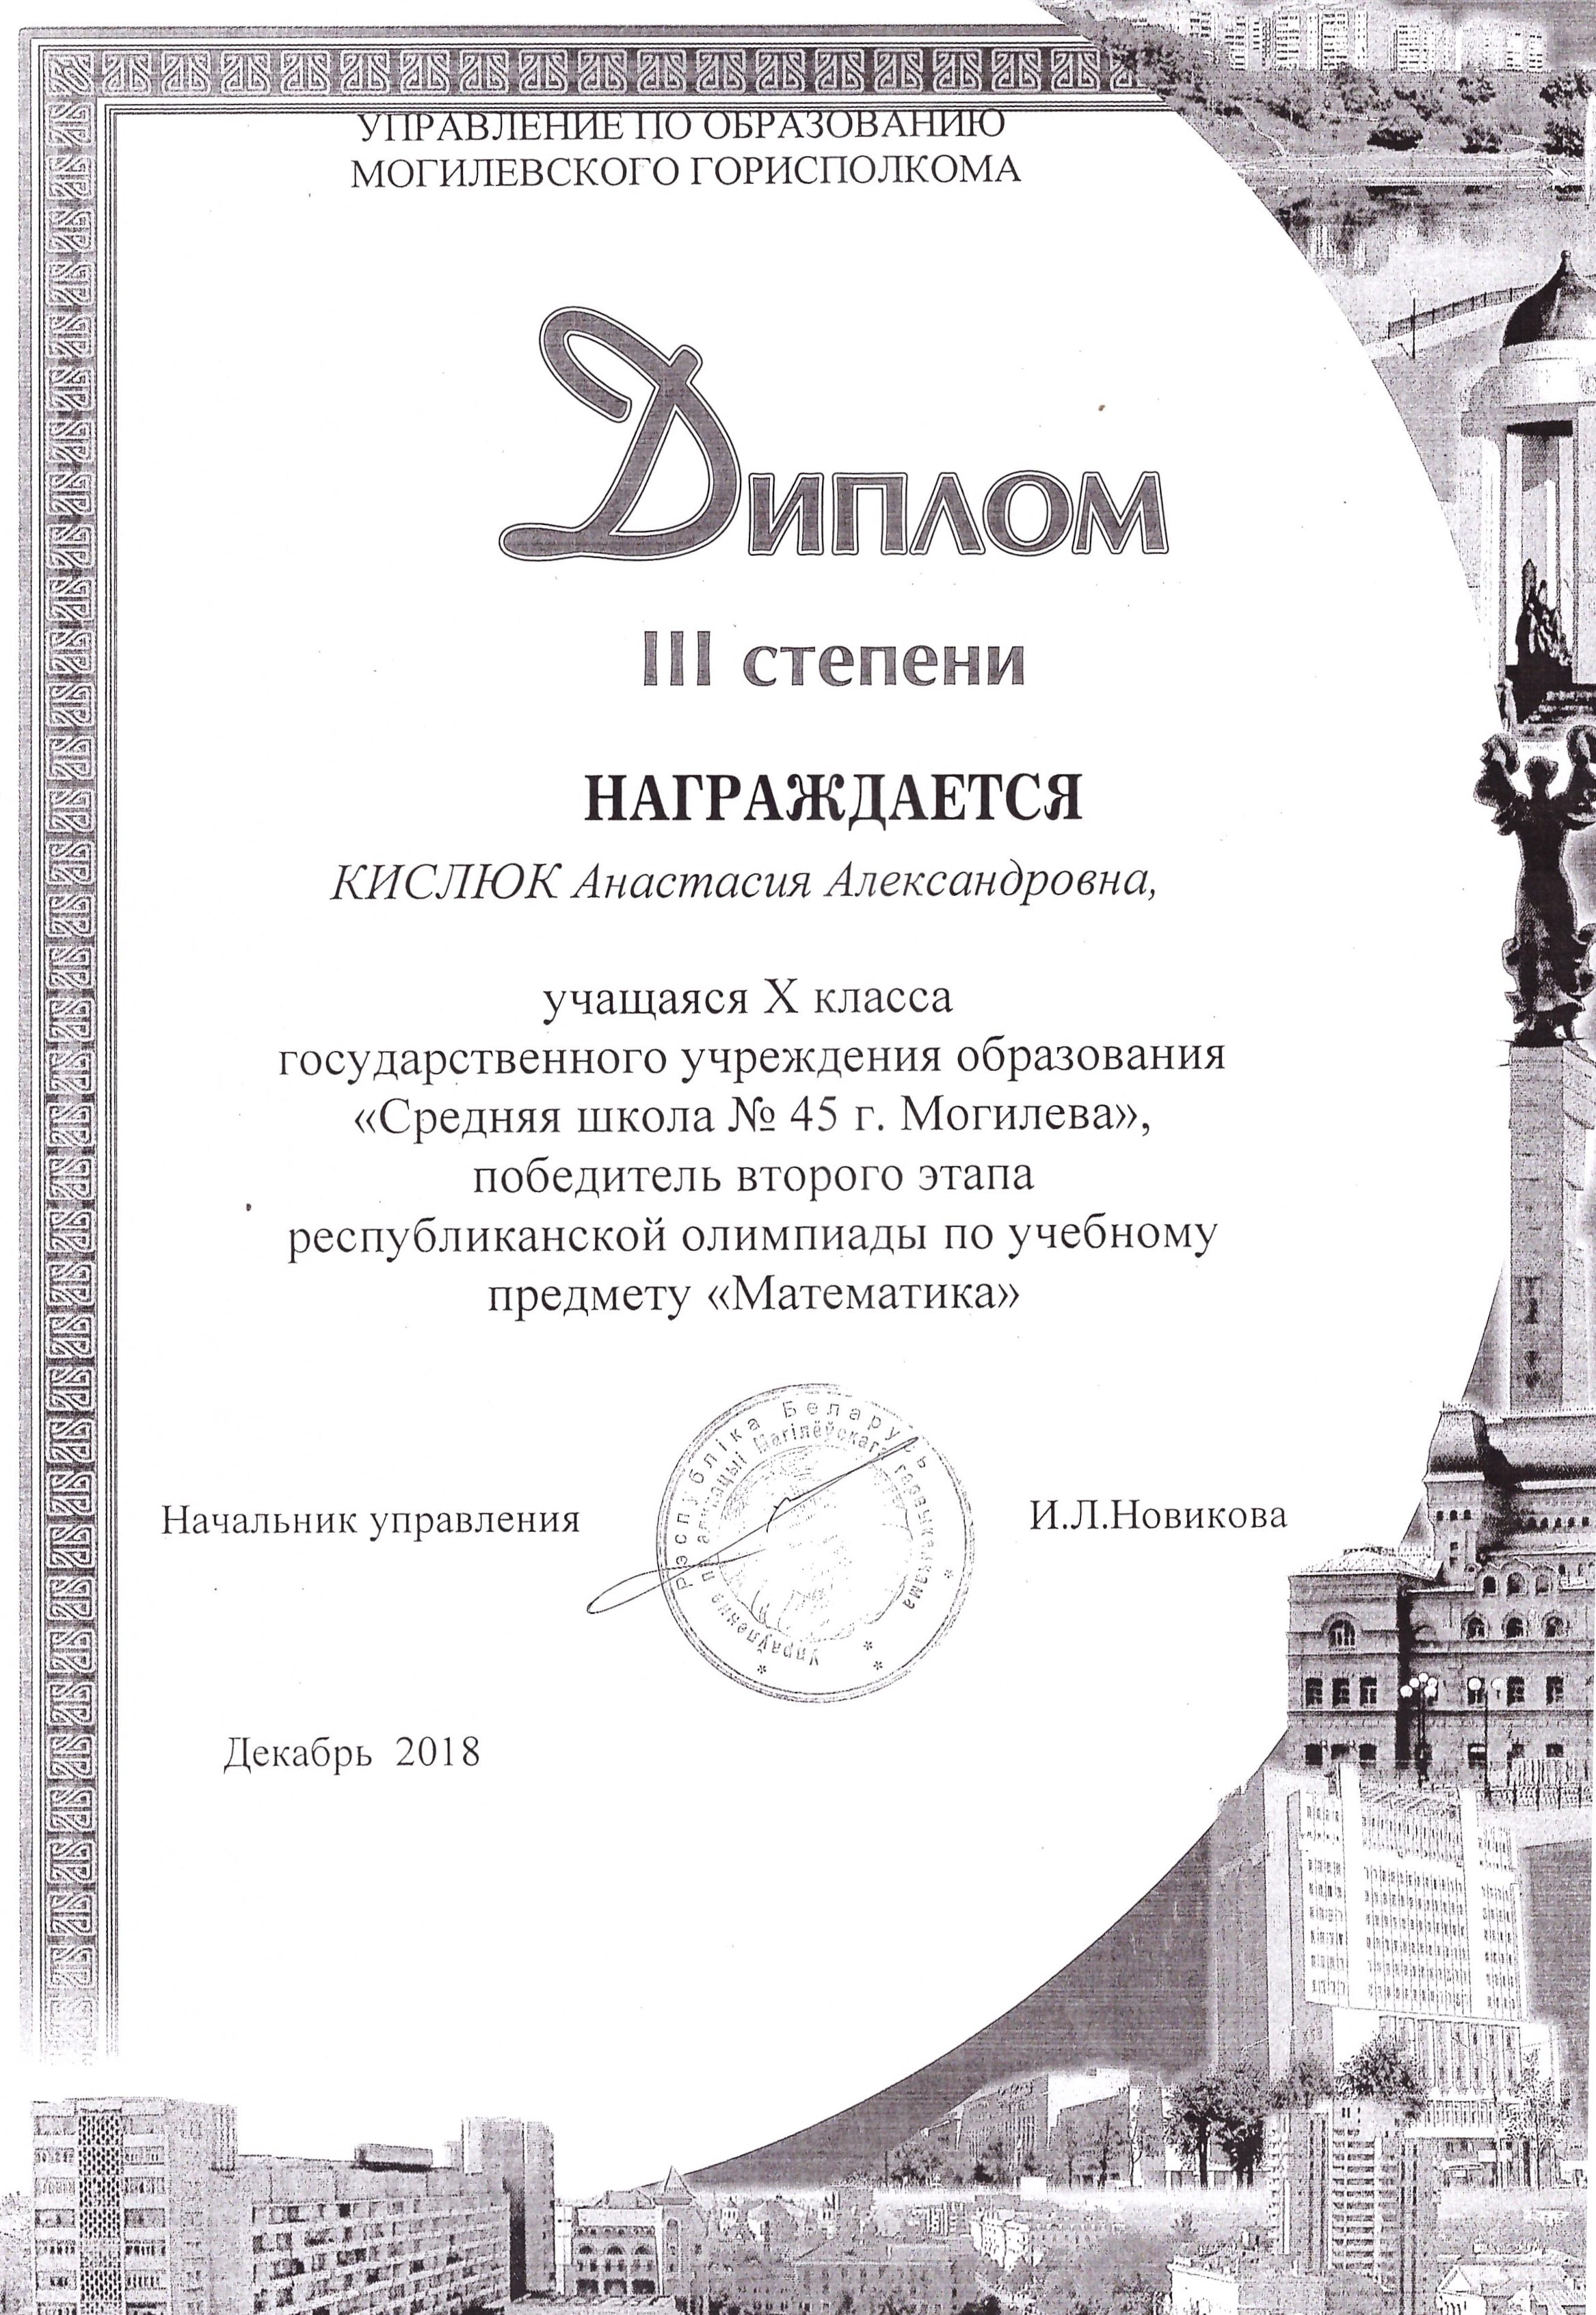 УПРАВЛЕНИЕ ПО ОБРАЗОВАНИЮ
МОГИЛЕВСКОГО ГОРИСПОЛКОМА
Диплом
III степени
НАГРАЖДАЕТСЯ
КИСЛЮК Анастасия Александровна,
учащаяся X класса
государственного учреждения образования
«Средняя школа № 45 г. Могилева»,
победитель второго этапа
республиканской олимпиады по учебному
предмету «Математика»
Рэспубліка Беларусь
Упраўленне па адукацыі Магілёўскага гарвыканкама
Начальник управления
И.Л.Новикова
Декабрь 2018